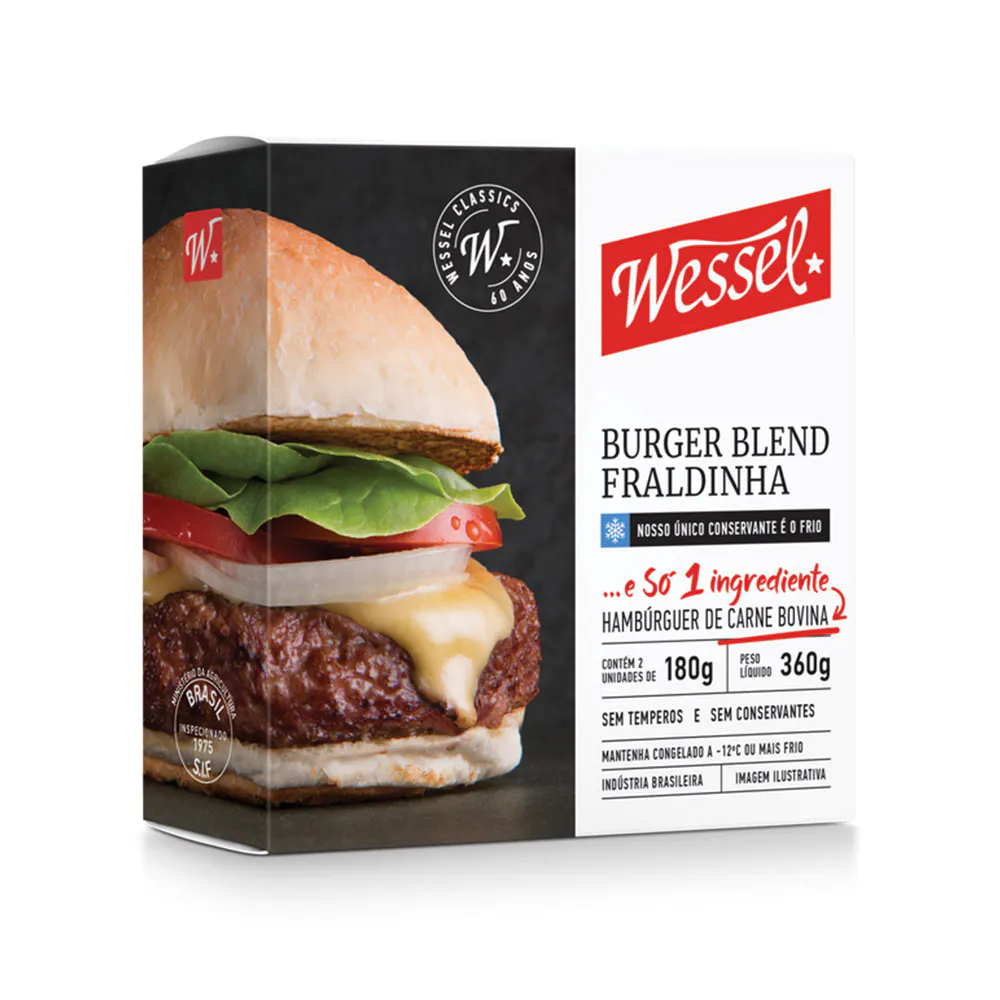 W.
MINISTÉRIO DA AGRICULTURA
BRASIL
INSPECIONADO
1975
S.I.F
WESSEL CLASSICS
W.
60 ANOS
Wessel
BURGER BLEND
FRALDINHA
NOSSO ÚNICO CONSERVANTE É O FRIO
...e Só 1 ingrediente
HAMBÚRGUER DE CARNE BOVINA
CONTÉM 2
UNIDADES DE 180g
PESO
LÍQUIDO 360g
SEM TEMPEROS E SEM CONSERVANTES
MANTENHA CONGELADO A -12ºC OU MAIS FRIO
INDÚSTRIA BRASILEIRA
IMAGEM ILUSTRATIVA